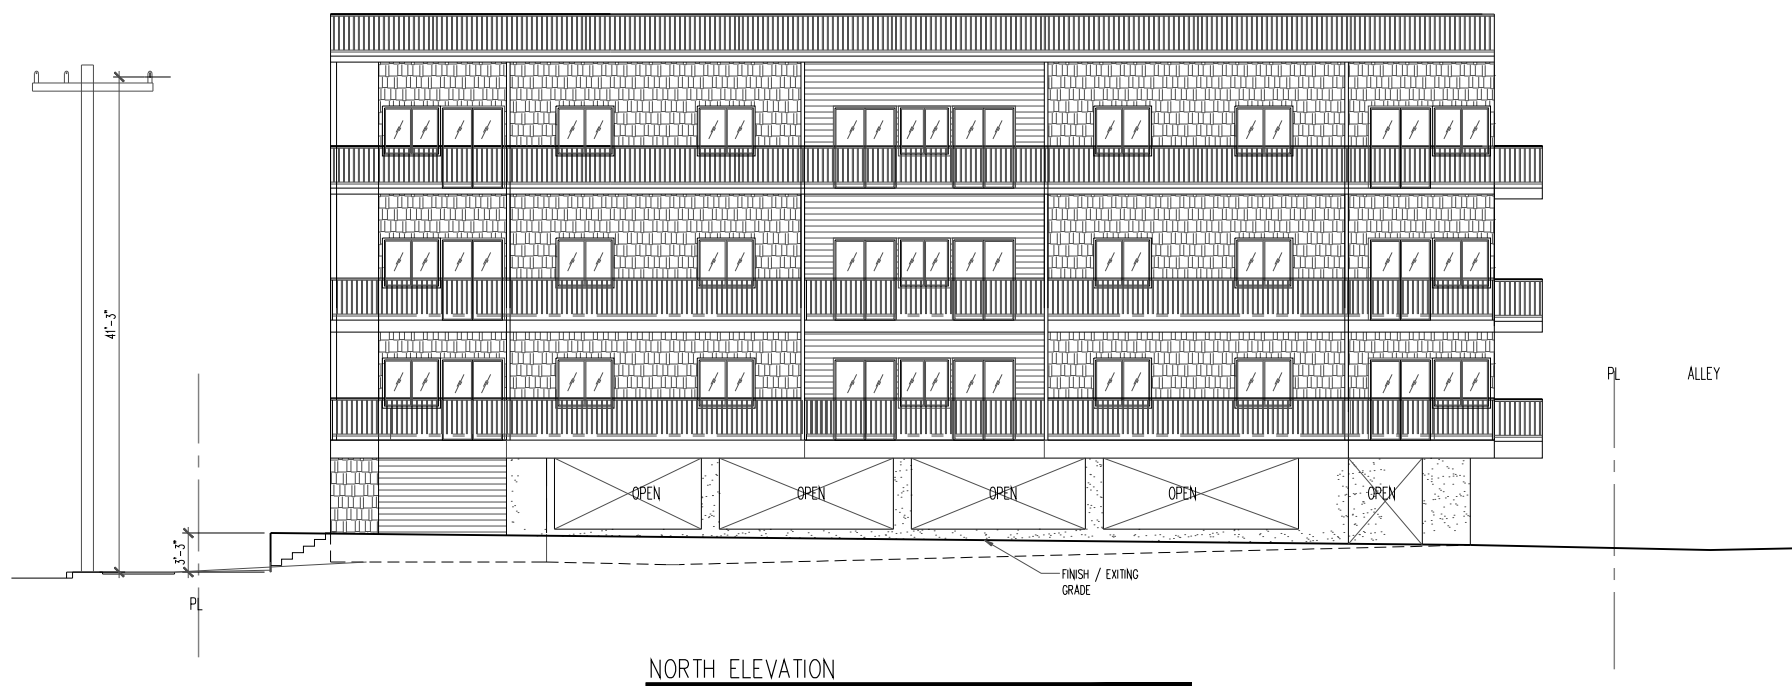 41'-3"
PL
ALLEY
OPEN
OPEN
OPEN
OPEN
OPEN
3'-3"
FINISH / EXITING
GRADE
PL
NORTH ELEVATION